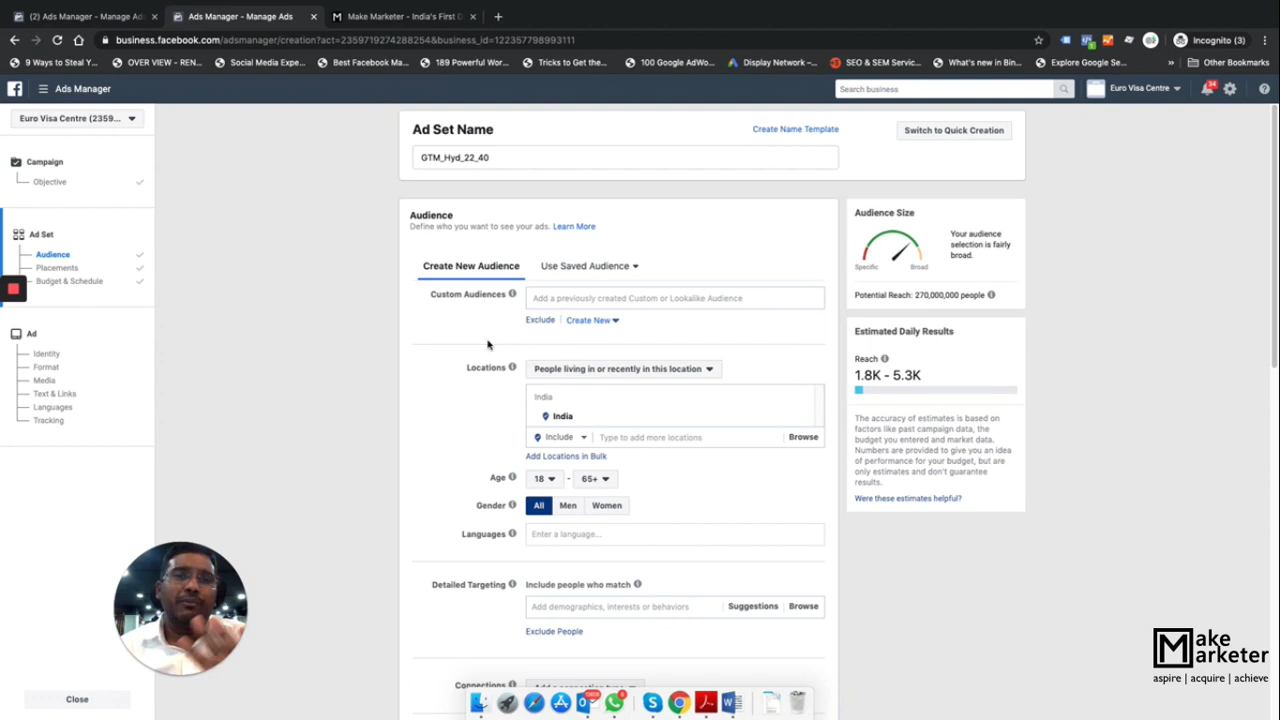 (2) Ads Manager - Manage Ads
Ads Manager - Manage Ads
Make Marketer - India's First D
business.facebook.com/adsmanager/creation?act=2359719274288254&business_id=122357798993111
Incognito (3)
9 Ways to Steal Y...
OVER VIEW - REN...
Social Media Expe...
Best Facebook Ma...
189 Powerful Wor...
Tricks to Get the...
100 Google AdWo...
Display Network -...
SEO & SEM Servic...
What's new in Bin...
Explore Google Se...
»
Other Bookmarks
Ads Manager
Search business
Euro Visa Centre
34
Euro Visa Centre (2359...
Campaign
Objective
Ad Set
Audience
Placements
Budget & Schedule
Ad
Identity
Format
Media
Text & Links
Languages
Tracking
Close
Ad Set Name
Create Name Template
Switch to Quick Creation
GTM_Hyd_22_40
Audience
Define who you want to see your ads. Learn More
Create New Audience
Use Saved Audience
Custom Audiences
Add a previously created Custom or Lookalike Audience
Exclude | Create New
Locations
People living in or recently in this location
India
India
Include
Type to add more locations
Browse
Add Locations in Bulk
Age
18 - 65+
Gender
All Men Women
Languages
Enter a language...
Detailed Targeting
Include people who match
Add demographics, interests or behaviors
Suggestions
Browse
Exclude People
Connections
Add a connection type
Audience Size
Specific
Broad
Your audience
selection is fairly
broad.
Potential Reach: 270,000,000 people
Estimated Daily Results
Reach
1.8K - 5.3K
The accuracy of estimates is based on
factors like past campaign data, the
budget you entered and market data.
Numbers are provided to give you an idea
of performance for your budget, but are
only estimates and don't guarantee
results.
Were these estimates helpful?
Make
Marketer
aspire | acquire | achieve